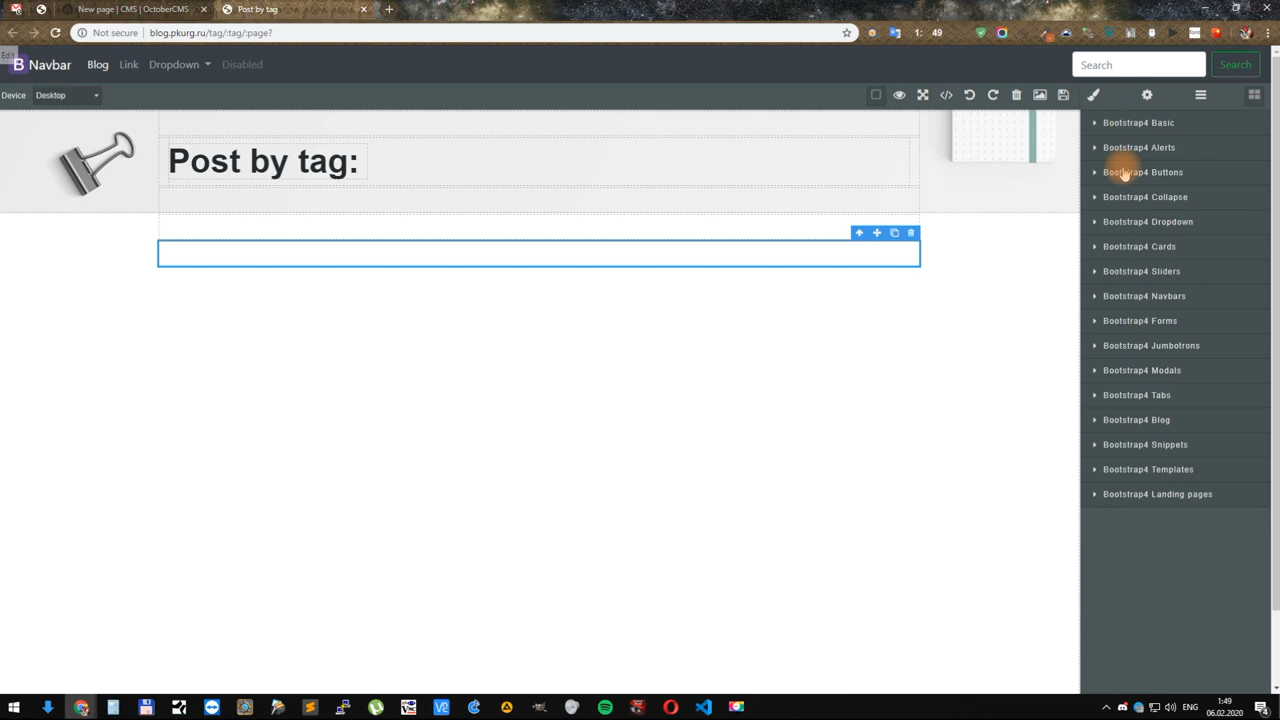 New page | CMS | OctoberCMS
Post by tag
Not secure
blog.pkurg.ru/tag/:tag/:page?
1: 49
Edit
B Navbar
Blog
Link
Dropdown
Disabled
Search
Search
Device
Desktop
Post by tag:
Bootstrap4 Basic
Bootstrap4 Alerts
Bootstrap4 Buttons
Bootstrap4 Collapse
Bootstrap4 Dropdown
Bootstrap4 Cards
Bootstrap4 Sliders
Bootstrap4 Navbars
Bootstrap4 Forms
Bootstrap4 Jumbotrons
Bootstrap4 Modals
Bootstrap4 Tabs
Bootstrap4 Blog
Bootstrap4 Snippets
Bootstrap4 Templates
Bootstrap4 Landing pages
ENG
1:49
06.02.2020